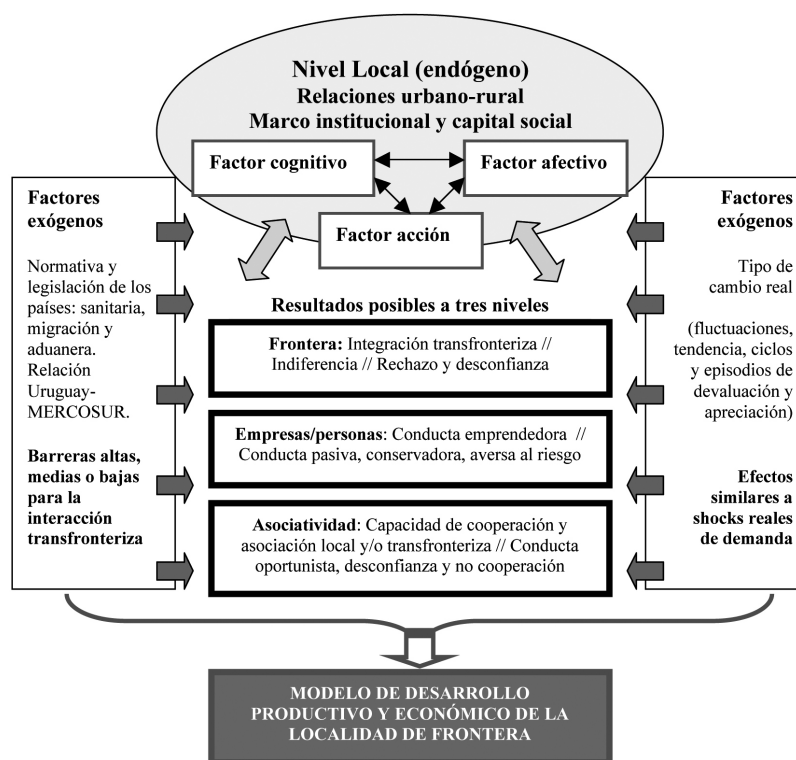 Nivel Local (endógeno)
Relaciones urbano-rural
Marco institucional y capital social
Factor cognitivo
Factor afectivo
Factor acción
Factores
exógenos
Normativa y
legislación de los
países: sanitaria,
migración y
aduanera.
Relación
Uruguay-
MERCOSUR.
Barreras altas,
medias o bajas
para la
interacción
transfronteriza
Resultados posibles a tres niveles
Frontera: Integración transfronteriza //
Indiferencia // Rechazo y desconfianza
Empresas/personas: Conducta emprendedora //
Conducta pasiva, conservadora, aversa al riesgo
Asociatividad: Capacidad de cooperación y
asociación local y/o transfronteriza // Conducta
oportunista, desconfianza y no cooperación
Factores
exógenos
Tipo de
cambio real
(fluctuaciones,
tendencia, ciclos
y episodios de
devaluación y
apreciación)
Efectos
similares a
shocks reales
de demanda
MODELO DE DESARROLLO
PRODUCTIVO Y ECONÓMICO DE LA
LOCALIDAD DE FRONTERA